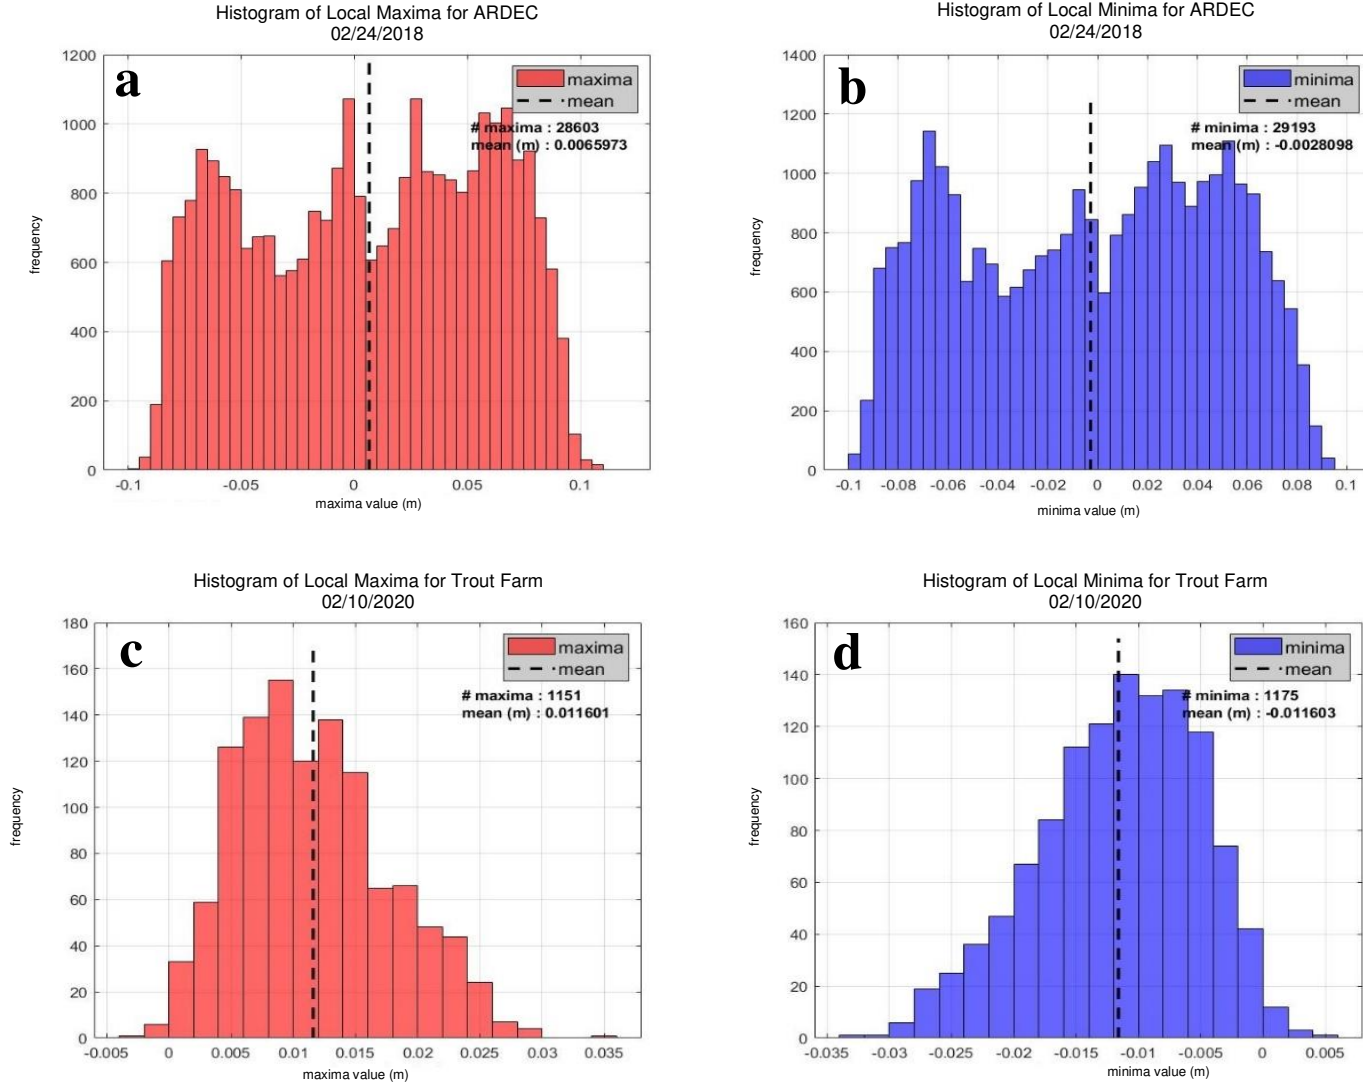 Histogram of Local Maxima for ARDEC
02/24/2018
a
maxima
mean
# maxima : 28603
mean (m) : 0.0065973
1200
1000
800
600
400
200
0
frequency
-0.1 -0.05 0 0.05 0.1
maxima value (m)
Histogram of Local Minima for ARDEC
02/24/2018
b
minima
mean
# minima : 29193
mean (m) : -0.0028098
1400
1200
1000
800
600
400
200
0
frequency
-0.1 -0.08 -0.06 -0.04 -0.02 0 0.02 0.04 0.06 0.08 0.1
minima value (m)
Histogram of Local Maxima for Trout Farm
02/10/2020
c
maxima
mean
# maxima : 1151
mean (m) : 0.011601
180
160
140
120
100
80
60
40
20
0
frequency
-0.005 0 0.005 0.01 0.015 0.02 0.025 0.03 0.035
maxima value (m)
Histogram of Local Minima for Trout Farm
02/10/2020
d
minima
mean
# minima : 1175
mean (m) : -0.011603
160
140
120
100
80
60
40
20
0
frequency
-0.035 -0.03 -0.025 -0.02 -0.015 -0.01 -0.005 0 0.005
minima value (m)